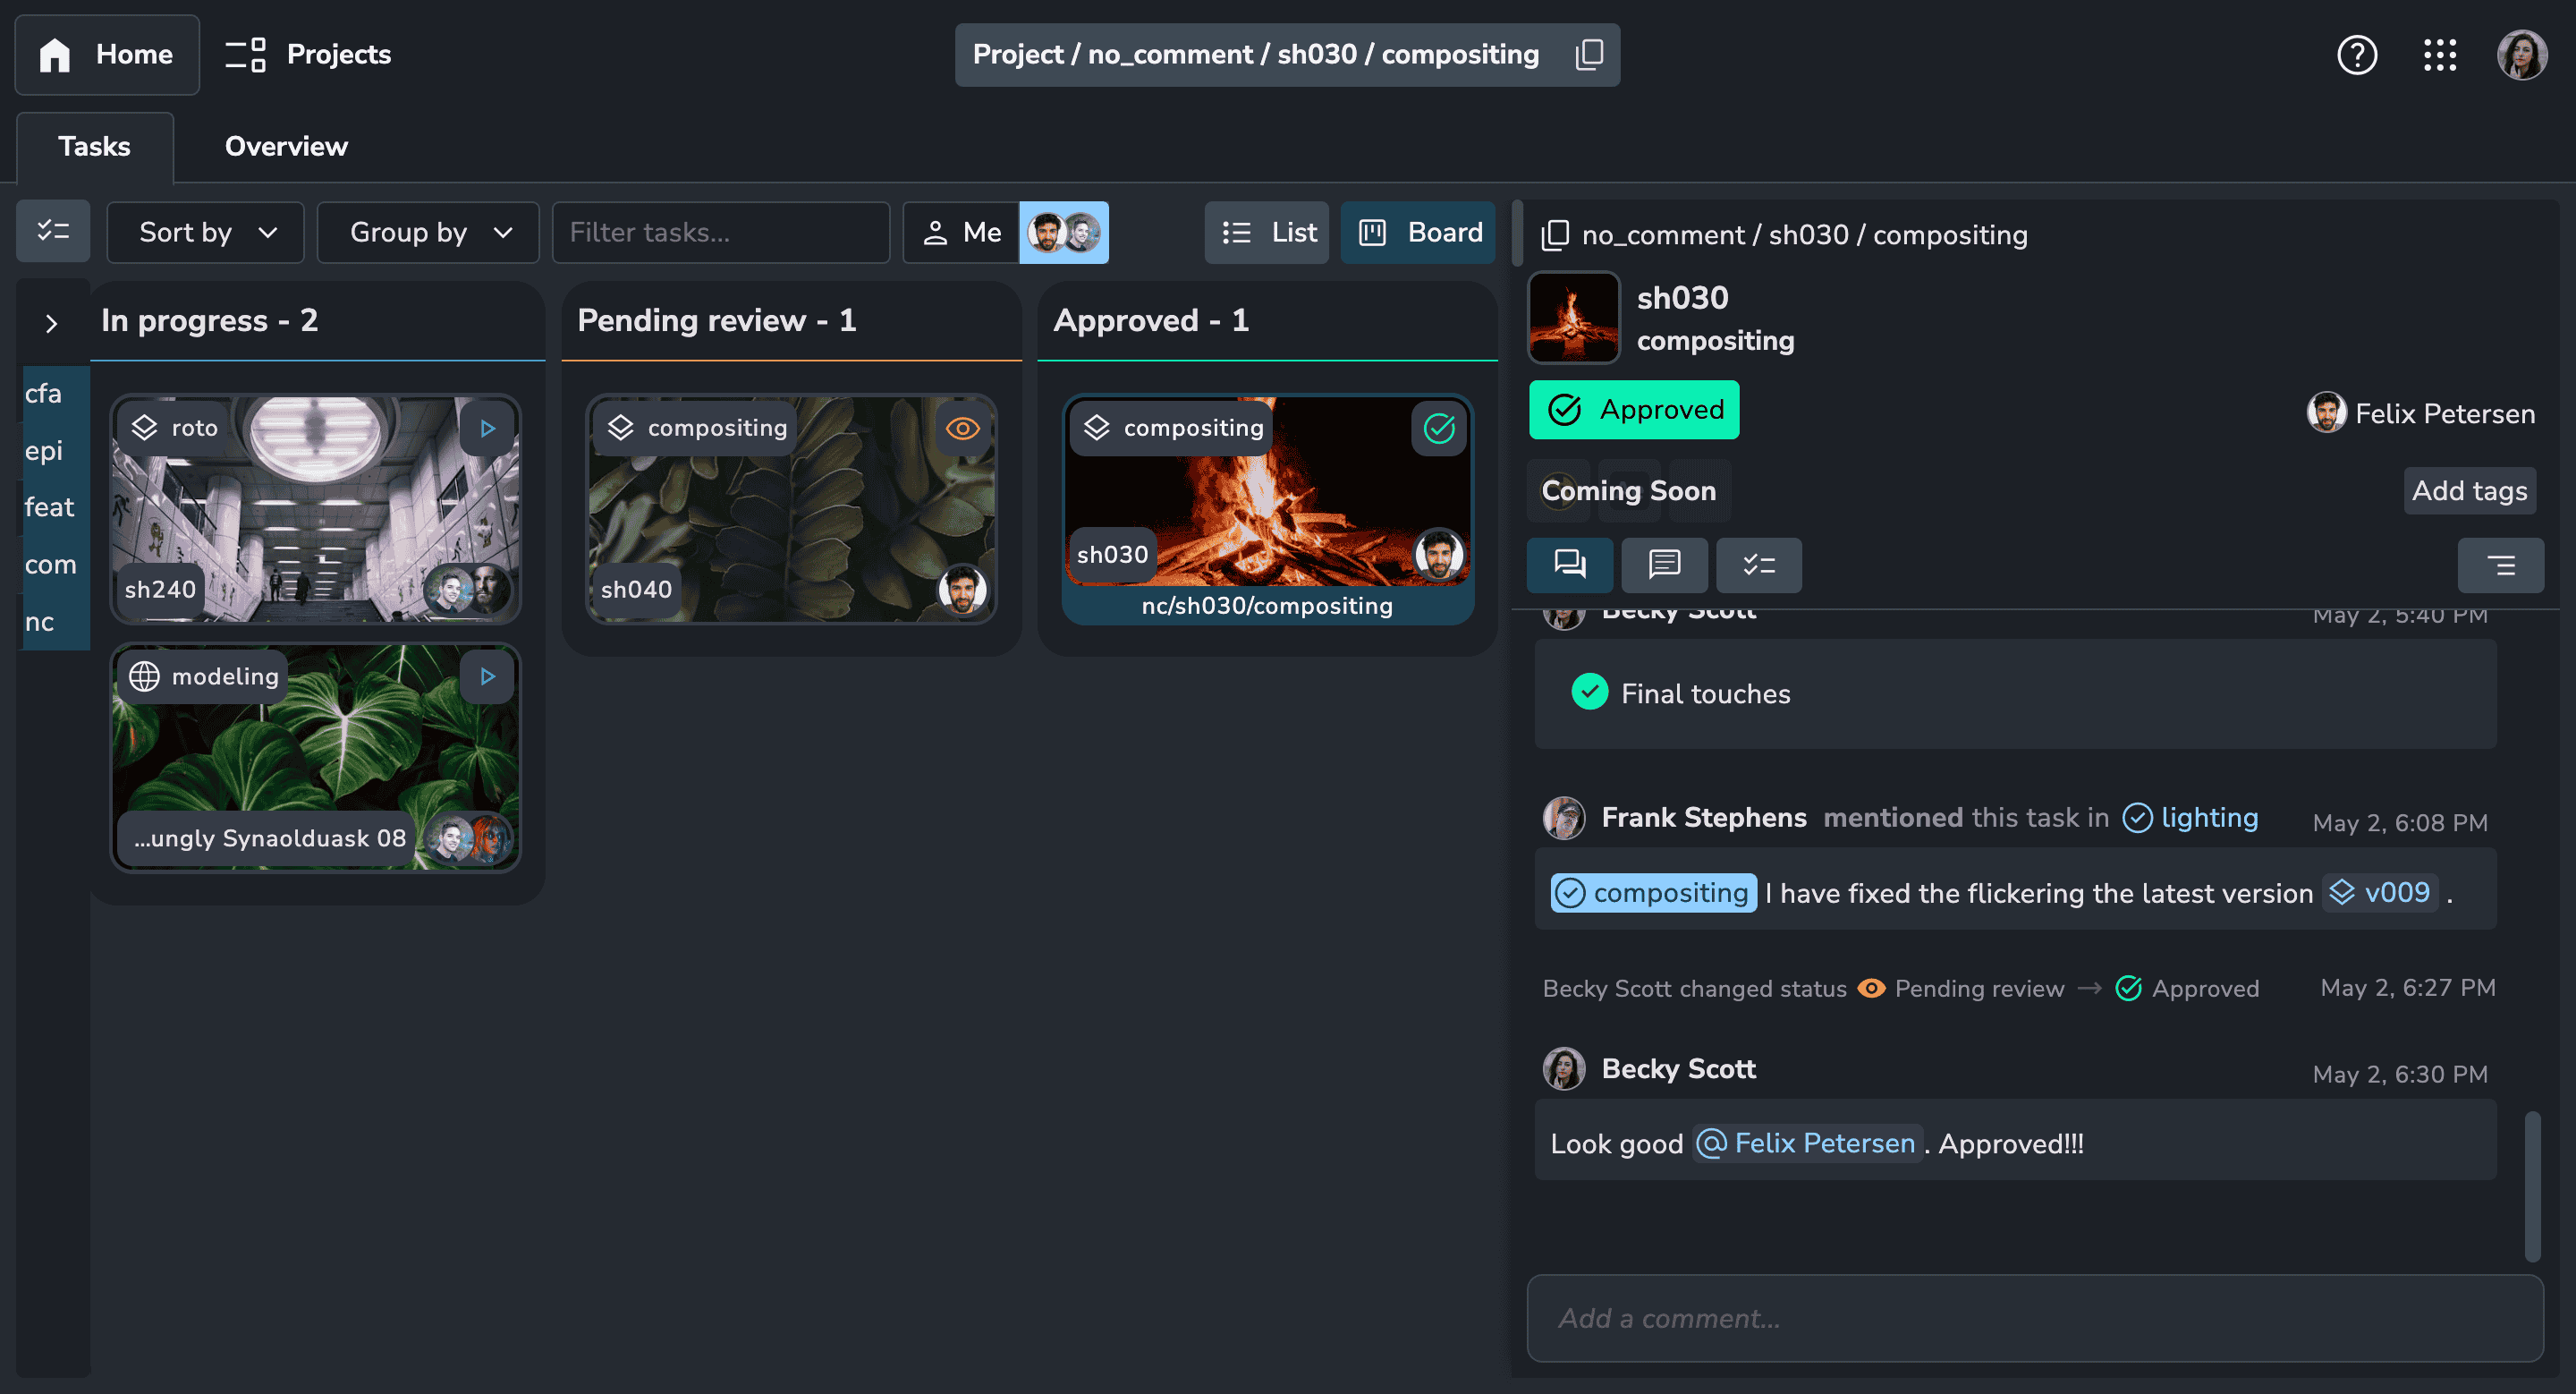 Home
Projects
Project / no_comment / sh030 / compositing
Tasks
Overview
Sort by
Group by
Filter tasks...
Me
List
Board
cfa
epi
feat
com
nc
In progress - 2
roto
sh240
modeling
...ungly Synaolduask 08
Pending review - 1
compositing
sh040
Approved - 1
compositing
sh030
nc/sh030/compositing
no_comment / sh030 / compositing
sh030
compositing
Approved
Felix Petersen
Coming Soon
Add tags
Becky Scott May 2, 5:40 PM
Final touches
Frank Stephens mentioned this task in lighting May 2, 6:08 PM
compositing I have fixed the flickering the latest version v009 .
Becky Scott changed status Pending review → Approved May 2, 6:27 PM
Becky Scott May 2, 6:30 PM
Look good @ Felix Petersen . Approved!!!
Add a comment...